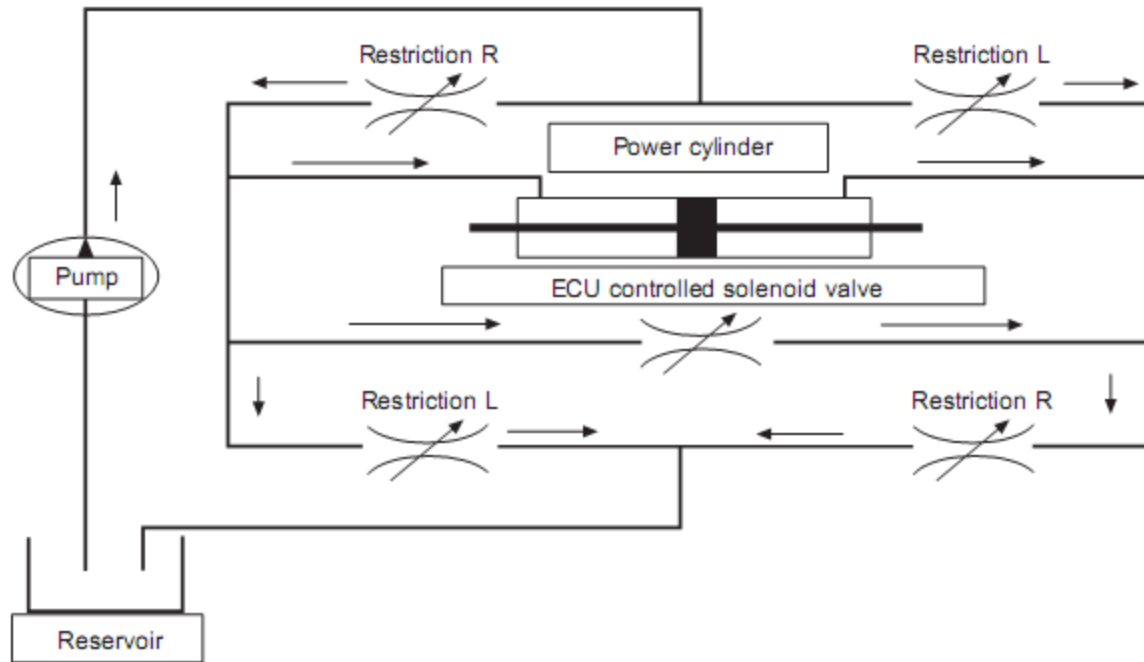 Restriction R
Restriction L
Power cylinder
Pump
ECU controlled solenoid valve
Restriction L
Restriction R
Reservoir